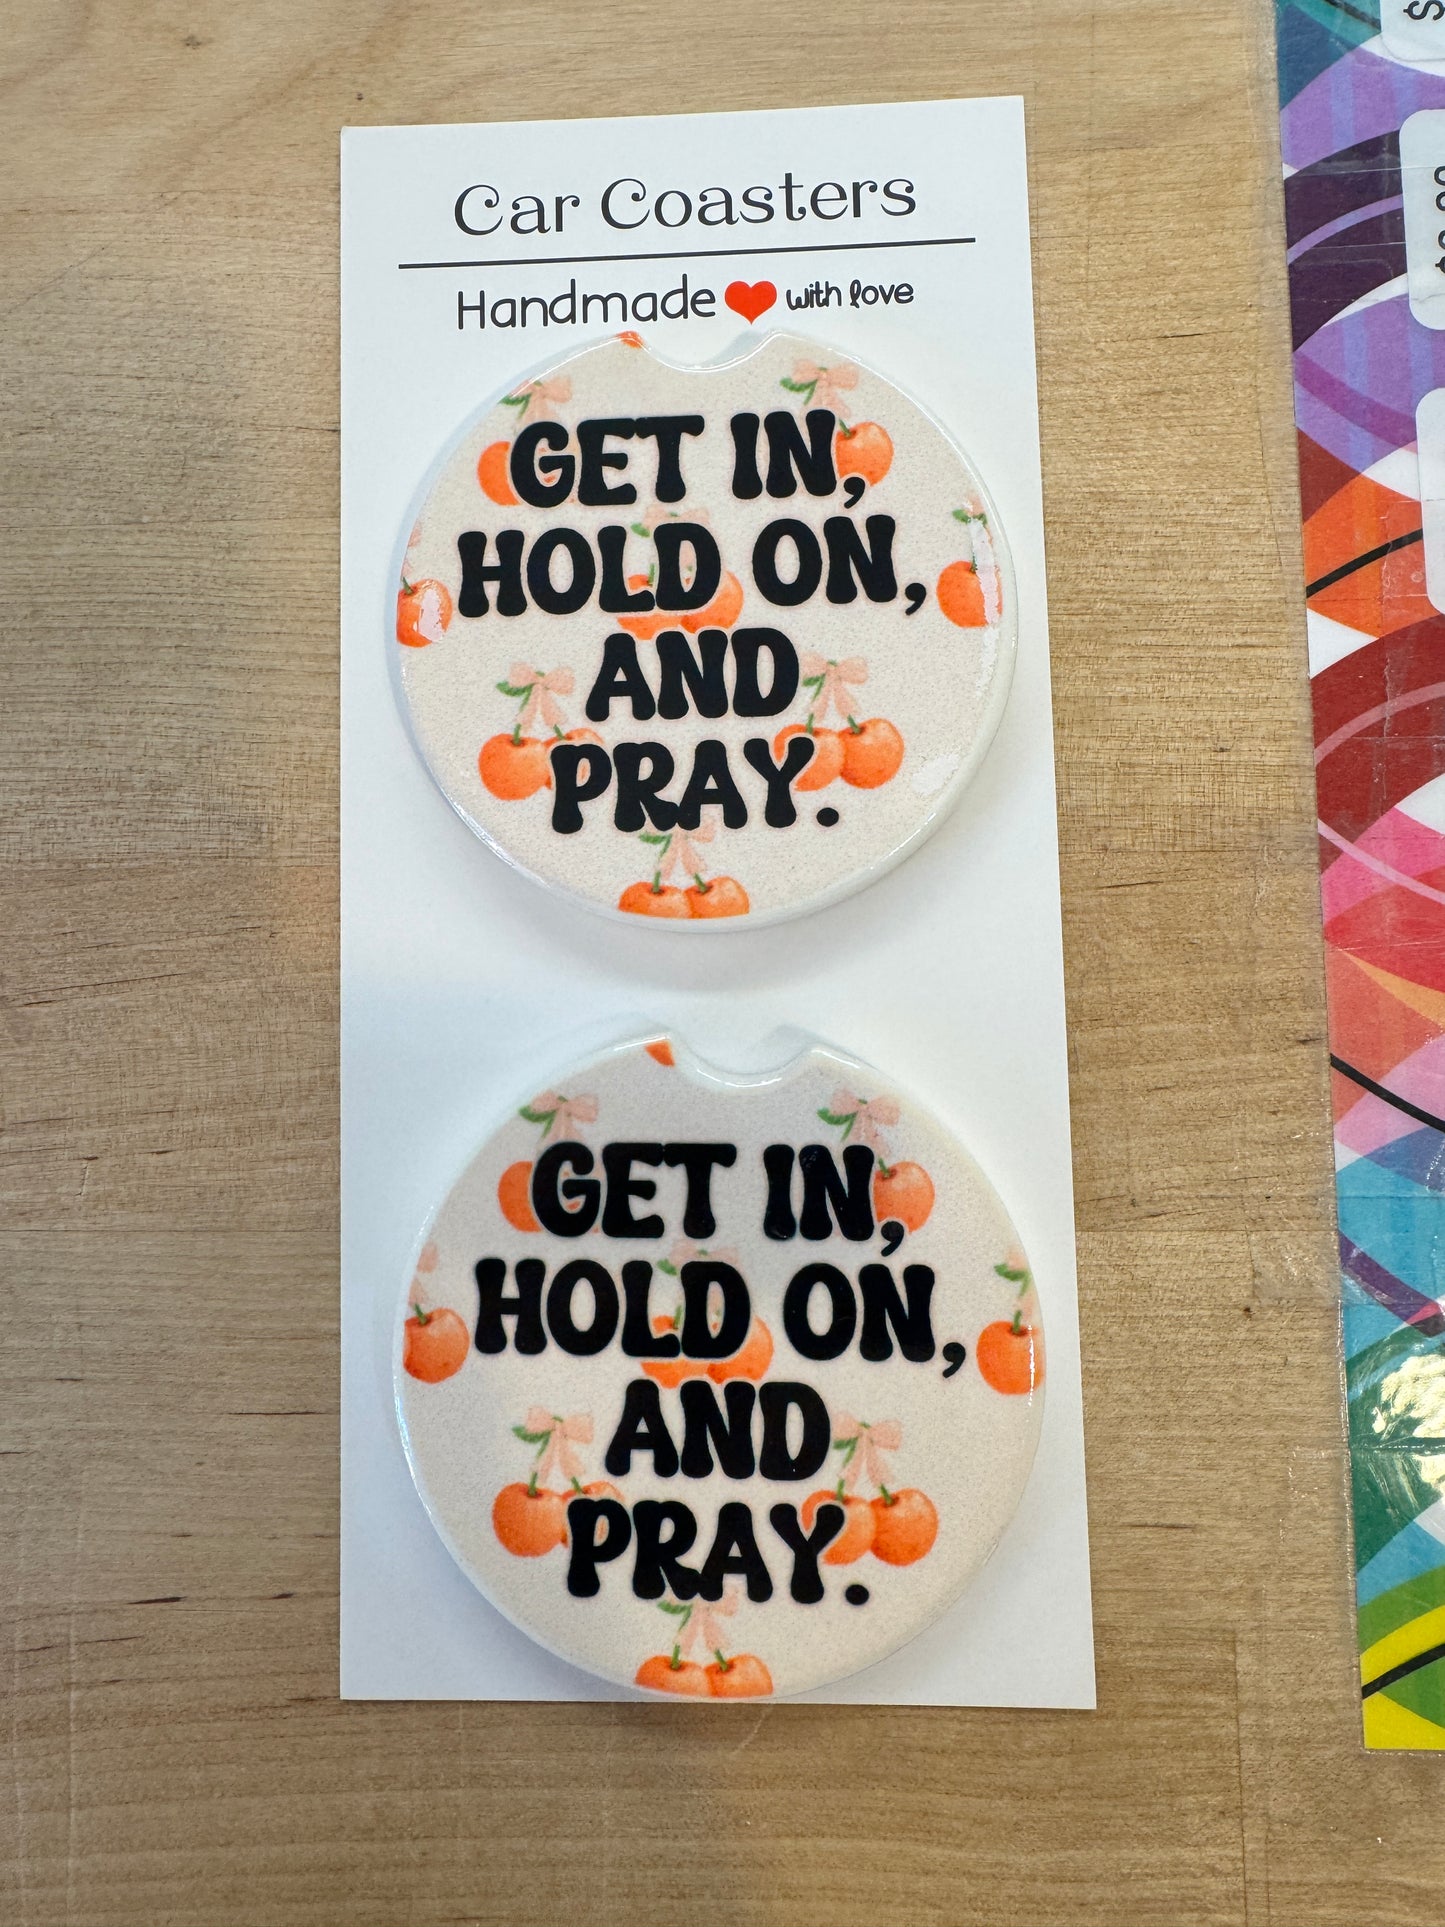 Car Coasters
Handmade with love
GET IN,
HOLD ON,
AND
PRAY.
GET IN,
HOLD ON,
AND
PRAY.